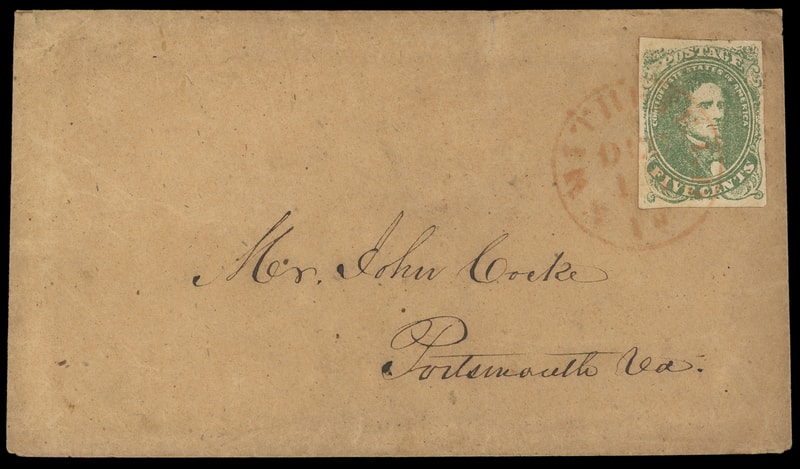 POSTAGE
CONFEDERATE STATES OF AMERICA
FIVE CENTS
Mr. John Cocke
Portsmouth Va.